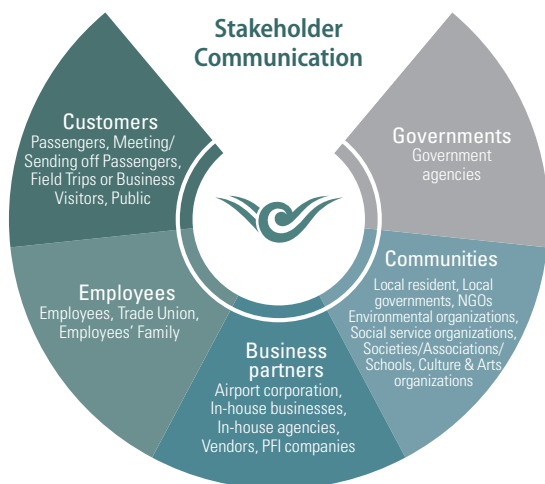 Stakeholder
Communication
Customers
Passengers, Meeting/
Sending off Passengers,
Field Trips or Business
Visitors, Public
Governments
Government
agencies
Employees
Employees, Trade Union,
Employees' Family
Communities
Local resident, Local
governments, NGOs
Environmental organizations,
Social service organizations,
Societies/Associations/
Schools, Culture & Arts
organizations
Business
partners
Airport corporation,
In-house businesses,
In-house agencies,
Vendors, PFI companies